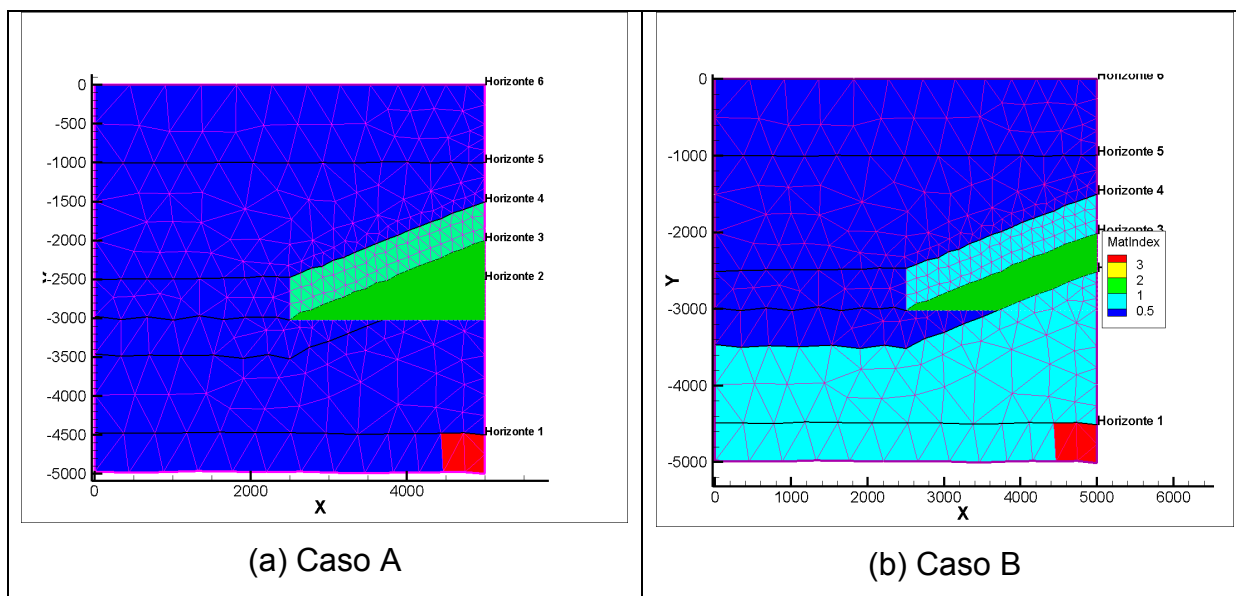 0
-500
-1000
-1500
-2000
-2500
-3000
-3500
-4000
-4500
-5000
0
2000
4000
X
Horizonte 6
Horizonte 5
Horizonte 4
Horizonte 3
Horizonte 2
Horizonte 1
(a) Caso A
Y
0
-1000
-2000
-3000
-4000
-5000
0
1000
2000
3000
4000
5000
6000
X
Horizonte 6
Horizonte 5
Horizonte 4
Horizonte 3
MatIndex
3
2
1
0.5
Horizonte 1
(b) Caso B